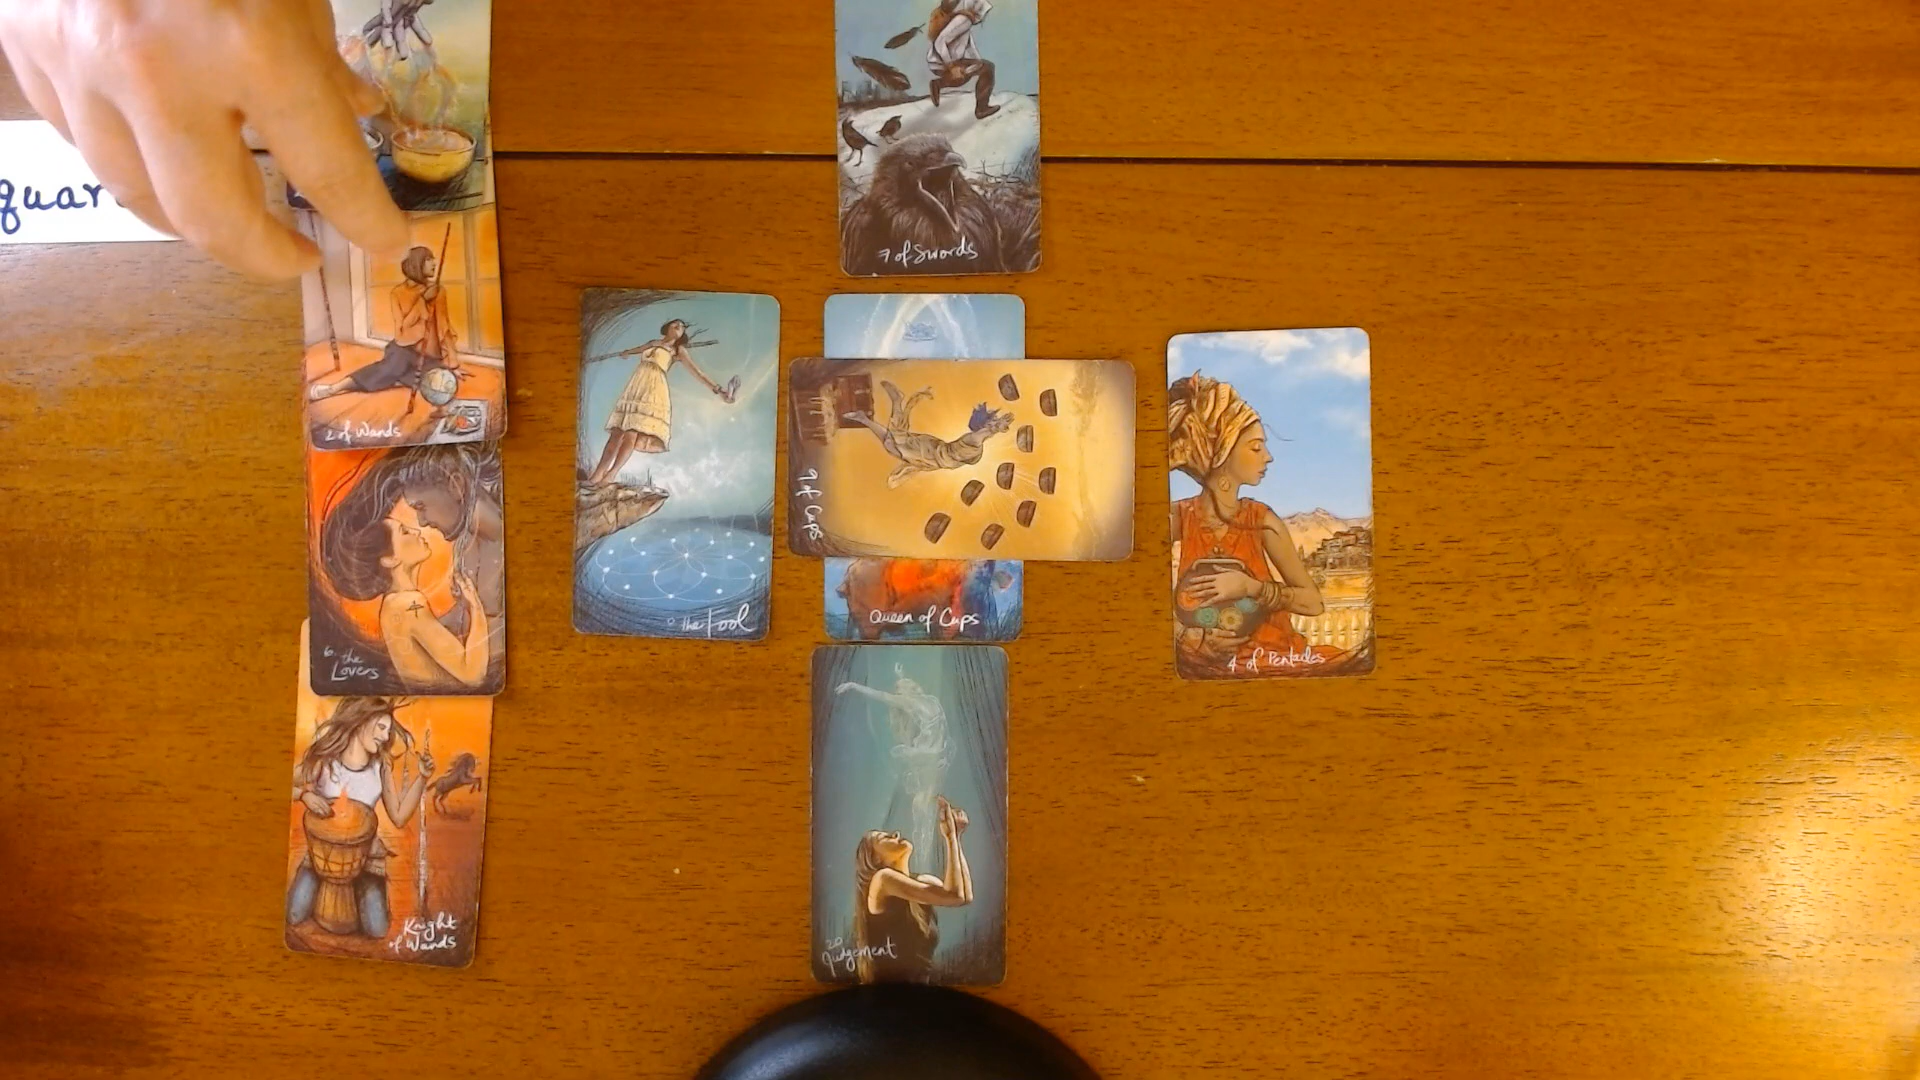 quar
7 of Swords
2 of Wands
9 of Cups
0 the Fool
Queen of Cups
4 of Pentacles
6. the
Lovers
Knight
of Wands
20
Judgement